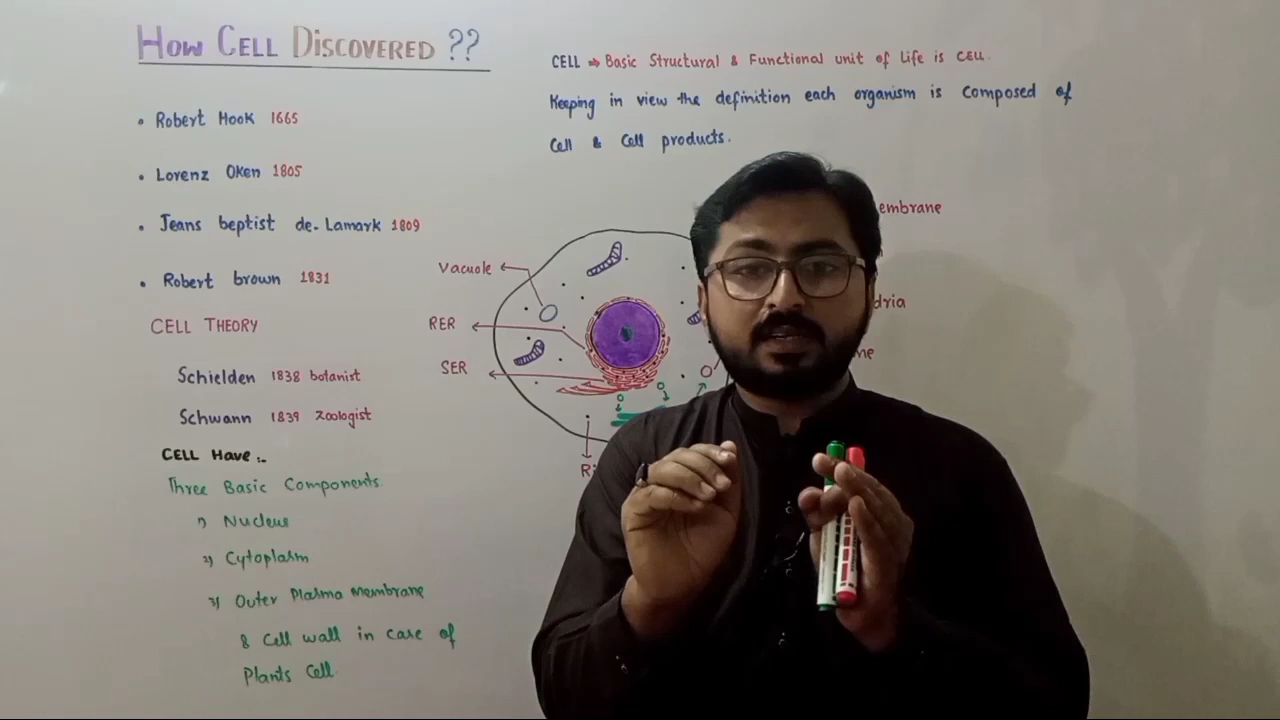 How Cell Discovered ??
• Robert Hook 1665
• Lorenz Oken 1805
• Jeans beptist de. Lamark 1809
• Robert brown 1831
CELL THEORY
Schielden 1838 botanist
Schwann 1839 Zoologist
CELL Have :-
Three Basic Components
1) Nucleus
2) Cytoplasm
3) Outer Plasma Membrane
& Cell wall in case of
Plants Cell.
CELL ⇒ Basic Structural & Functional unit of Life is CELL.
Keeping in view the definition each organism is composed of
Cell & Cell products.
embrane
Vacuole
dria
RER
me
SER
Ri